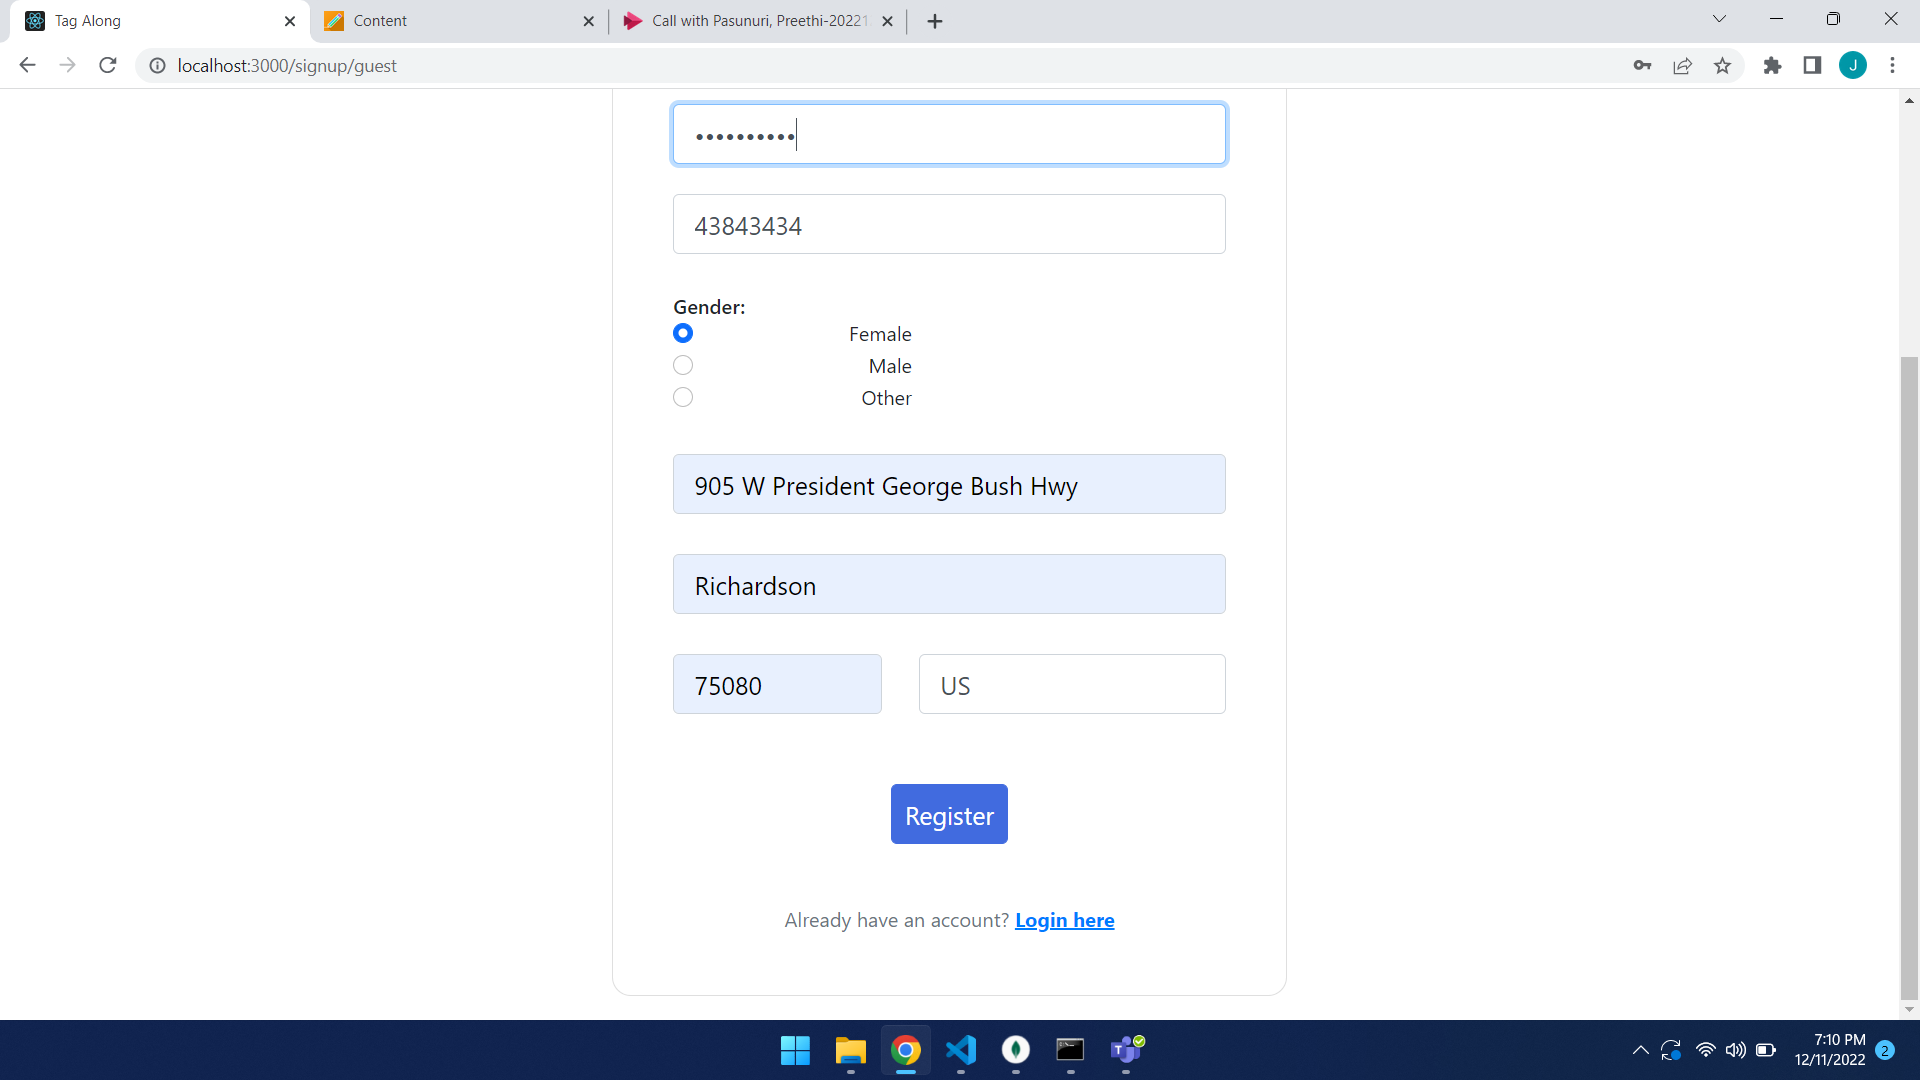 Tag Along
Content
Call with Pasunuri, Preethi-20221
localhost:3000/signup/guest
J
••••••••••
43843434
Gender:
Female
Male
Other
905 W President George Bush Hwy
Richardson
75080
US
Register
Already have an account? Login here
7:10 PM
12/11/2022
2